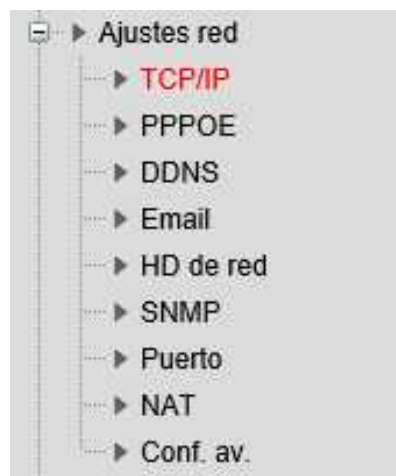 Ajustes red
TCP/IP
PPPOE
DDNS
Email
HD de red
SNMP
Puerto
NAT
Conf. av.